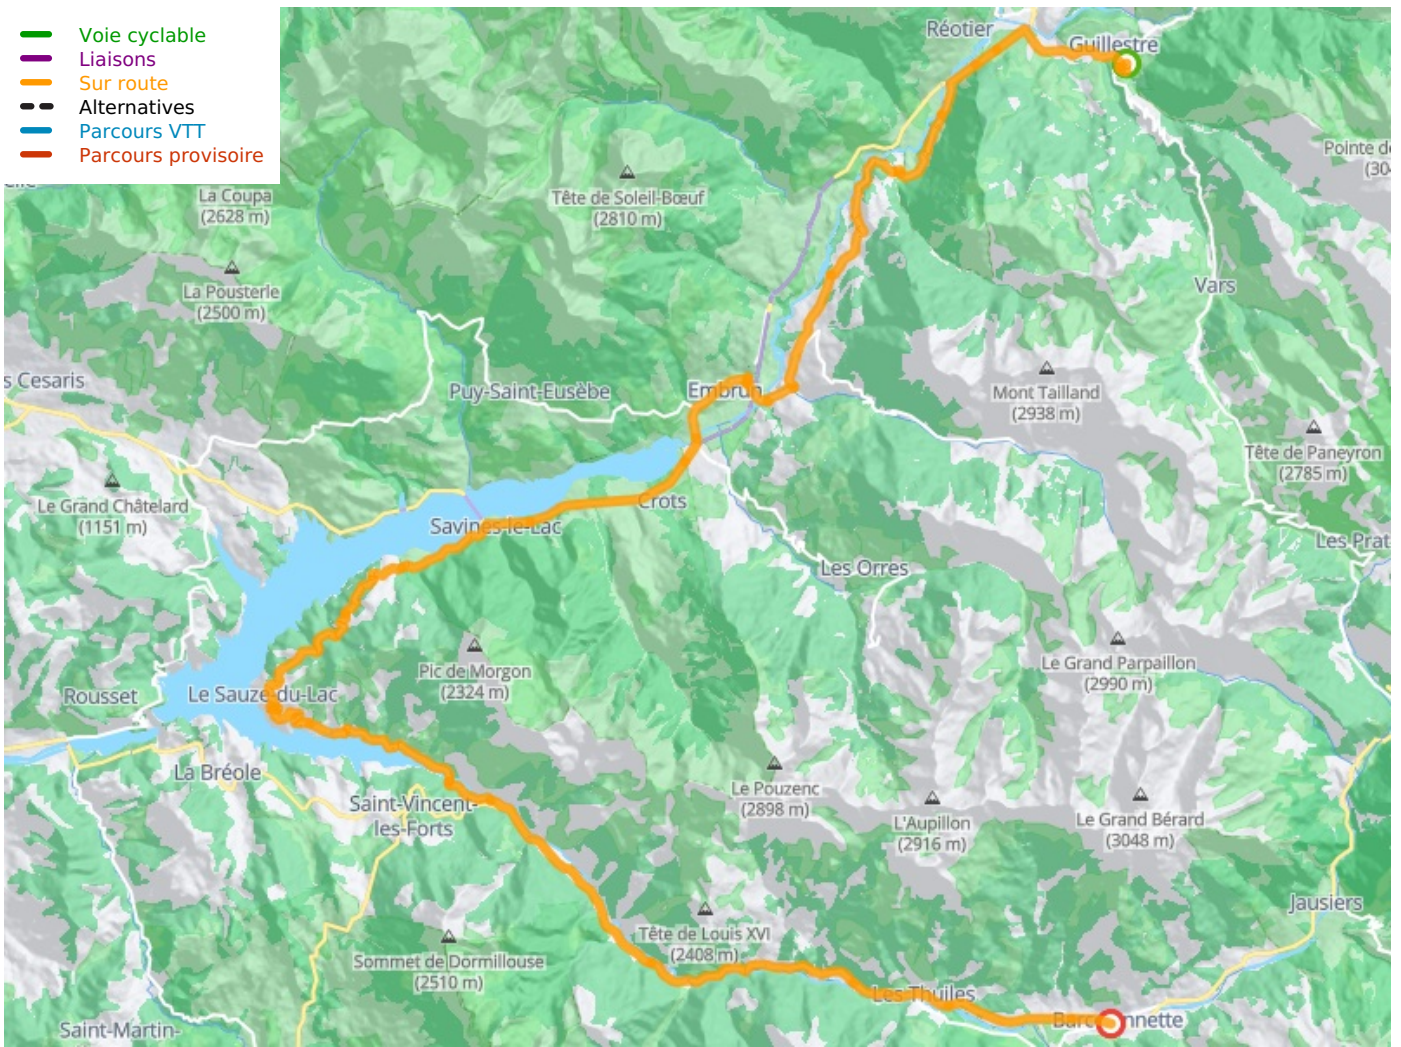 Voie cyclable
Liaisons
Sur route
Alternatives
Parcours VTT
Parcours provisoire
Réotier
Guillestre
Pointe de
(304
La Coupa
(2628 m)
Tête de Soleil-Bœuf
(2810 m)
La Pousterle
(2500 m)
Vars
s Cesaris
Puy-Saint-Eusèbe
Embrun
Mont Tailland
(2938 m)
Tête de Paneyron
(2785 m)
Le Grand Châtelard
(1151 m)
Crots
Savines-le-Lac
Les Prat
Les Orres
Pic de Morgon
(2324 m)
Le Grand Parpaillon
(2990 m)
Rousset
Le Sauze-du-Lac
La Bréole
Le Pouzenc
(2898 m)
Saint-Vincent-
les-Forts
L'Aupillon
(2916 m)
Le Grand Bérard
(3048 m)
Jausiers
Tête de Louis XVI
(2408 m)
Sommet de Dormillouse
(2510 m)
Les Thuiles
Barcelonnette
Saint-Martin-